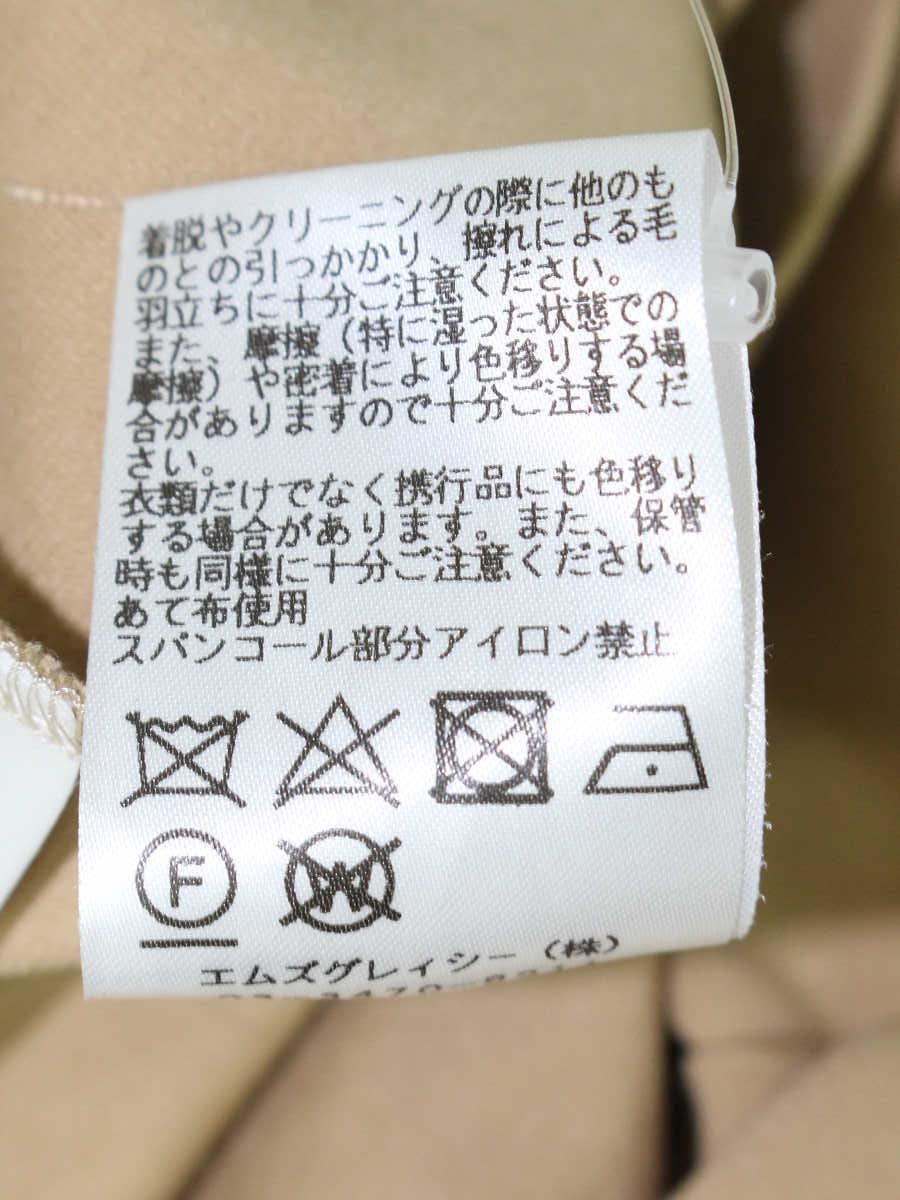 着脱やクリーニングの際に他のも
のとの引っかかり、擦れによる毛
羽立ちに十分ご注意ください。
また、摩擦（特に湿った状態での
摩擦）や密着により色移りする場
合がありますので十分ご注意くだ
さい。
衣類だけでなく携行品にも色移り
する場合があります。また、保管
時も同様に十分ご注意ください。
あて布使用
スパンコール部分アイロン禁止
F
W
エムズグレイシー（株）